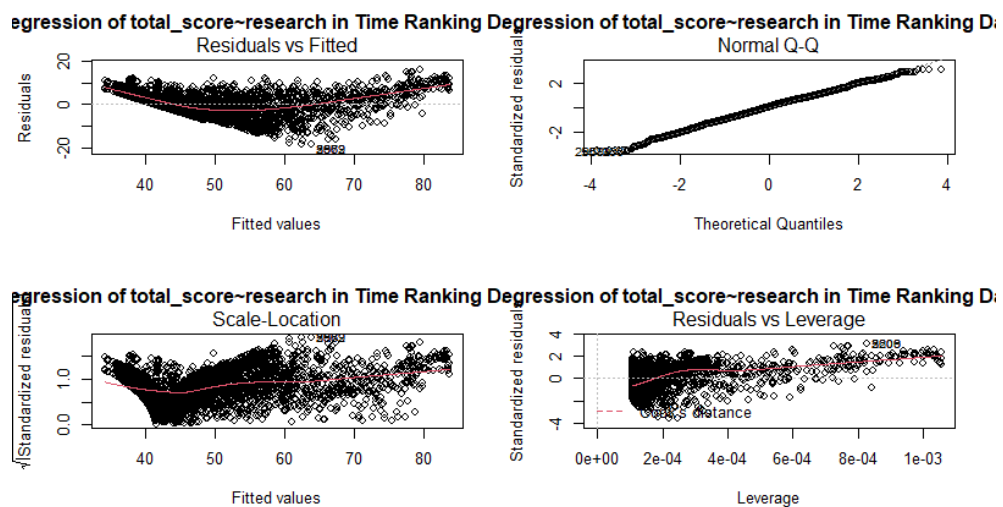 egression of total_score~research in Time Ranking Degression of total_score~research in Time Ranking Da
Residuals vs Fitted
Normal Q-Q
Residuals
20
0
-20
40 50 60 70 80
Fitted values
Standardized residuals
2
-2
-4 -2 0 2 4
Theoretical Quantiles
egression of total_score~research in Time Ranking Degression of total_score~research in Time Ranking Da
Scale-Location
Residuals vs Leverage
√|Standardized residuals
1.0
0.0
40 50 60 70 80
Fitted values
Standardized residuals
4
2
0
-4
Cook's distance
0e+00 2e-04 4e-04 6e-04 8e-04 1e-03
Leverage